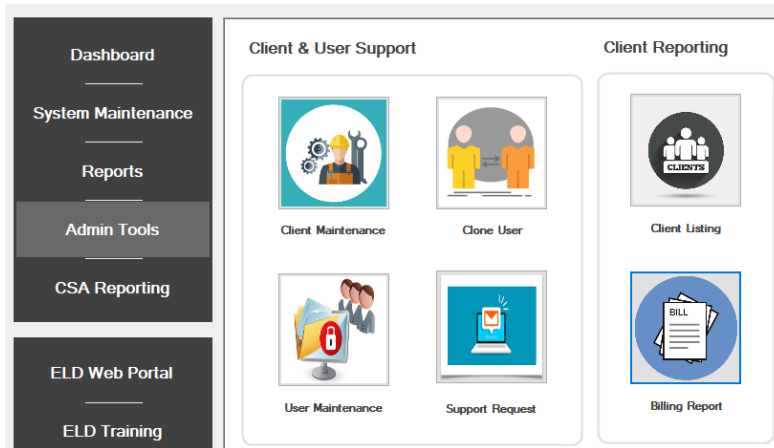 Dashboard
System Maintenance
Reports
Admin Tools
CSA Reporting
ELD Web Portal
ELD Training
Client & User Support
Client Maintenance
Clone User
User Maintenance
Support Request
Client Reporting
CLIENTS
Client Listing
BILL
Billing Report